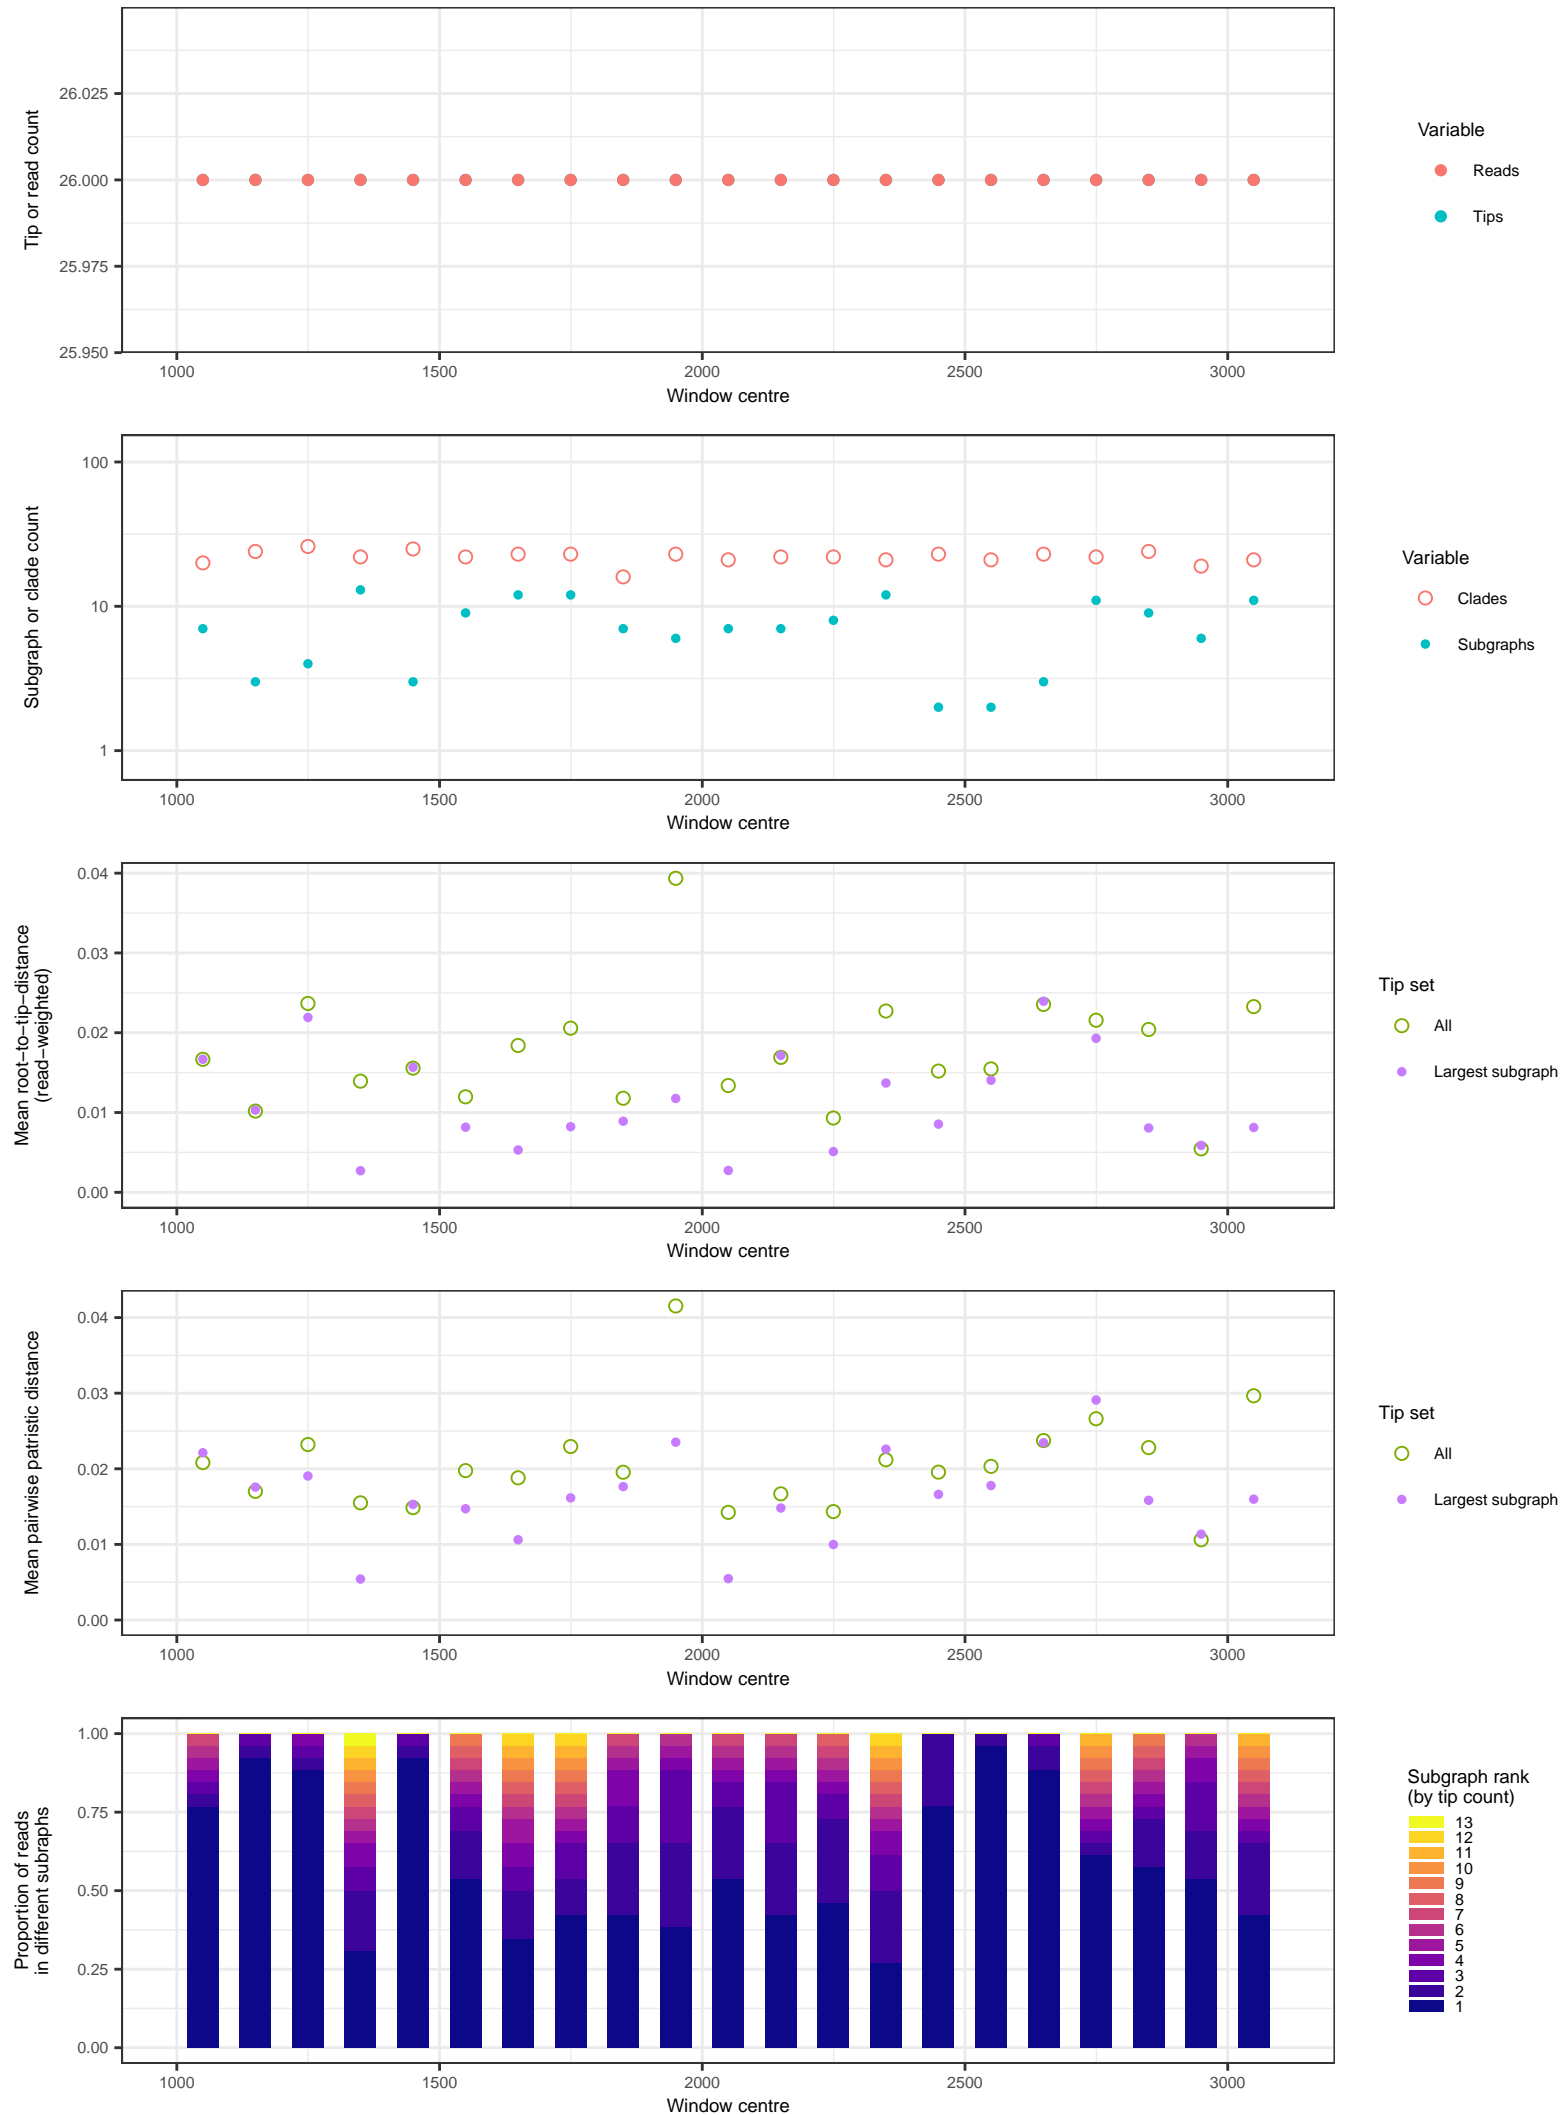 Tip or read count
26.025
26.000
25.975
25.950
1000 1500 2000 2500 3000
Window centre
Variable
Reads
Tips
Subgraph or clade count
100
10
1
1000 1500 2000 2500 3000
Window centre
Variable
Clades
Subgraphs
Mean root−to−tip−distance
(read−weighted)
0.04
0.03
0.02
0.01
0.00
1000 1500 2000 2500 3000
Window centre
Tip set
All
Largest subgraph
Mean pairwise patristic distance
0.04
0.03
0.02
0.01
0.00
1000 1500 2000 2500 3000
Window centre
Tip set
All
Largest subgraph
Proportion of reads
in different subraphs
1.00
0.75
0.50
0.25
0.00
1000 1500 2000 2500 3000
Window centre
Subgraph rank
(by tip count)
13
12
11
10
9
8
7
6
5
4
3
2
1